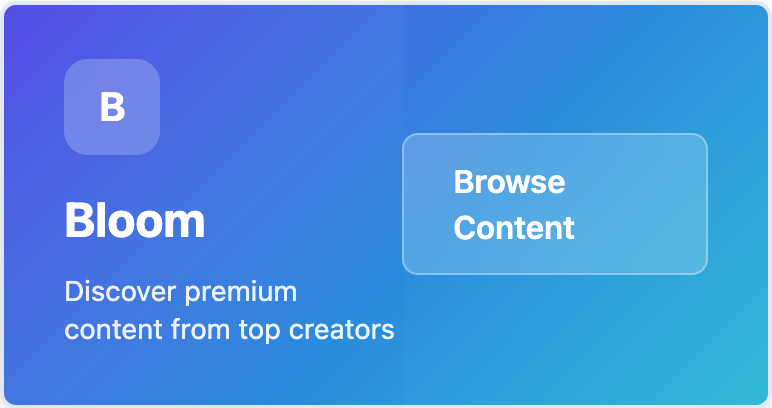 B
Bloom
Discover premium
content from top creators
Browse
Content